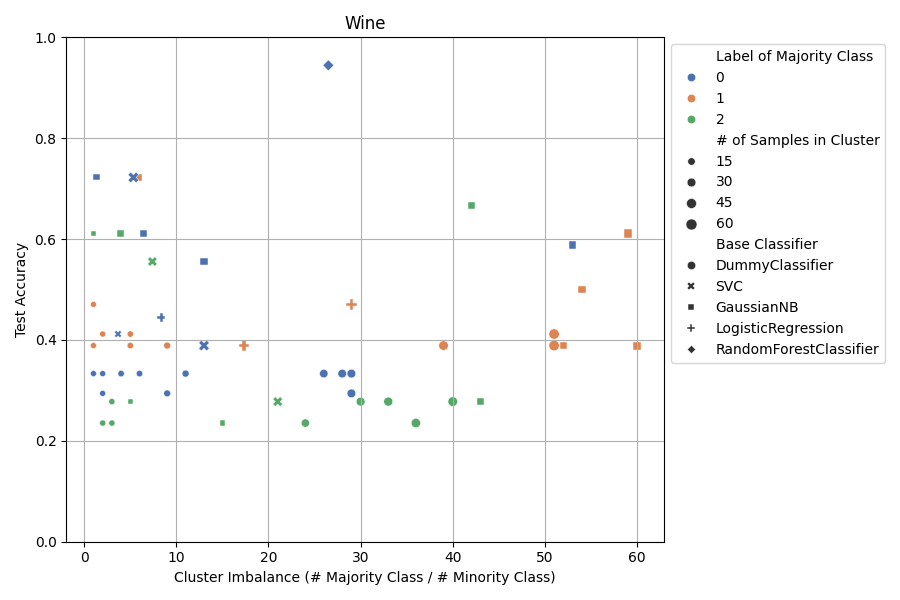 Wine
1.0
0.8
0.6
0.4
0.2
0.0
Test Accuracy
0
10
20
30
40
50
60
Cluster Imbalance (# Majority Class / # Minority Class)
Label of Majority Class
0
1
2
# of Samples in Cluster
15
30
45
60
Base Classifier
DummyClassifier
SVC
GaussianNB
LogisticRegression
RandomForestClassifier